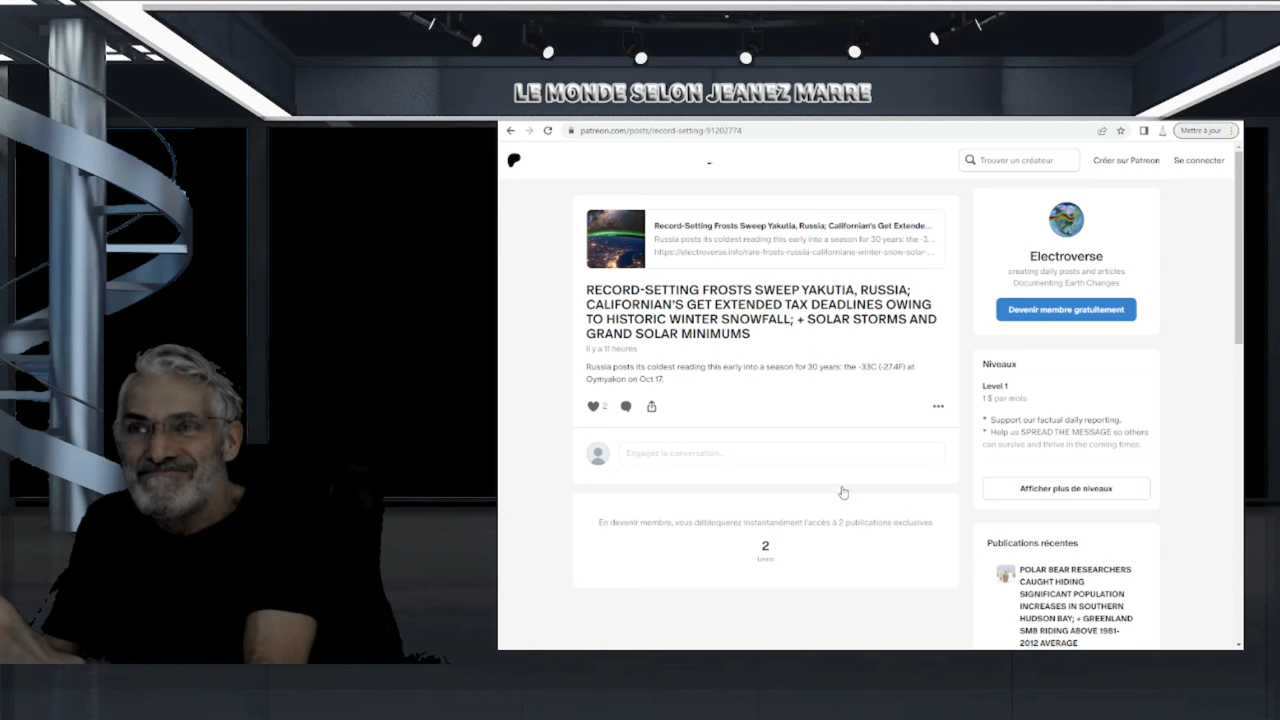 LE MONDE SELON JEANEZ MARRE
patreon.com/posts/record-setting-91202774
Mettre à jour
Trouver un créateur
Créer sur Patreon
Se connecter
Record-Setting Frosts Sweep Yakutia, Russia; Californian's Get Extende...
Russia posts its coldest reading this early into a season for 30 years: the -3...
https://electroverse.info/rare-frosts-russia-californians-winter-snow-solar-...
RECORD-SETTING FROSTS SWEEP YAKUTIA, RUSSIA;
CALIFORNIAN'S GET EXTENDED TAX DEADLINES OWING
TO HISTORIC WINTER SNOWFALL; + SOLAR STORMS AND
GRAND SOLAR MINIMUMS
il y a 11 heures
Russia posts its coldest reading this early into a season for 30 years: the -33C (-27.4F) at
Oymyakon on Oct 17.
2
Engagez la conversation...
En devenir membre, vous débloquerez instantanément l'accès à 2 publications exclusives
2
Liens
Electroverse
creating daily posts and articles
Documenting Earth Changes
Devenir membre gratuitement
Niveaux
Level 1
1 $ par mois
* Support our factual daily reporting.
* Help us SPREAD THE MESSAGE so others
can survive and thrive in the coming times.
Afficher plus de niveaux
Publications récentes
POLAR BEAR RESEARCHERS
CAUGHT HIDING
SIGNIFICANT POPULATION
INCREASES IN SOUTHERN
HUDSON BAY; + GREENLAND
SMB RIDING ABOVE 1981-
2012 AVERAGE